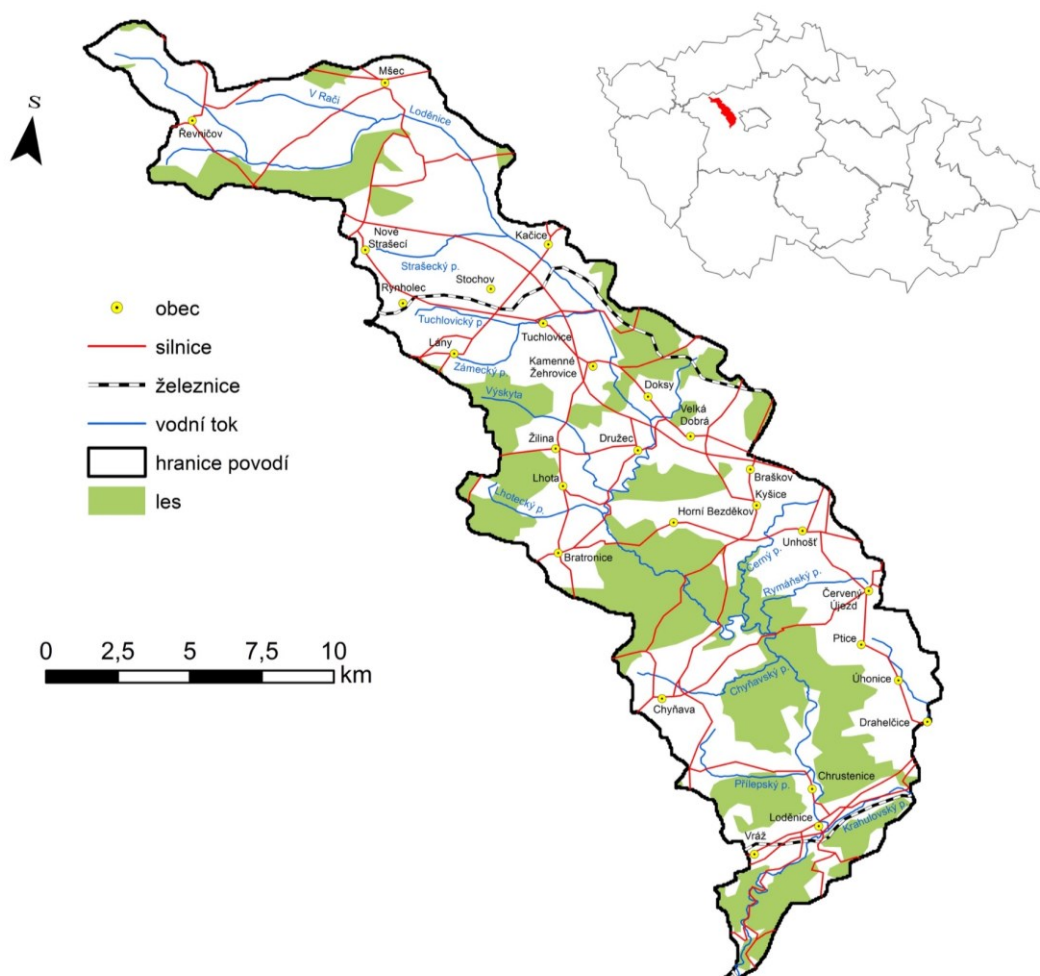 S
Mšec
V Rači
Loděnice
Řevničov
Nové
Strašecí
Kačice
Strašecký p.
Stochov
Rynholec
Tuchlovický p.
Tuchlovice
Lany
Zámecký p.
Kamenné
Žehrovice
Výskyta
Doksy
Velká
Dobrá
Žilina
Družec
Lhota
Braškov
Lhotecký p.
Kyšice
Horní Bezděkov
Unhošť
Bratronice
Černý p.
Rymáňský p.
Červený
Újezd
Ptice
Chyňavský p.
Úhonice
Chyňava
Drahelčice
Přílepský p.
Chrustenice
Loděnice
Krahulovský p.
Vráž
obec
silnice
železnice
vodní tok
hranice povodí
les
0 2,5 5 7,5 10
km